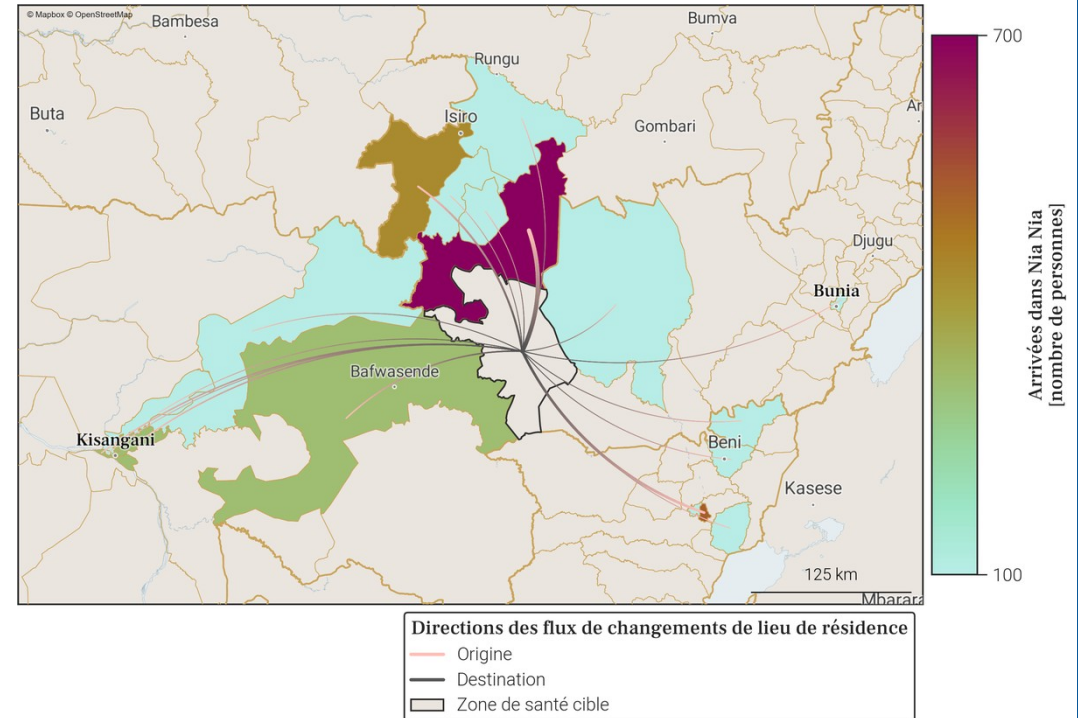 © Mapbox © OpenStreetMap
Bambesa
Bumva
Rungu
Buta
Isiro
Gombari
Ar
Djugu
Bunia
Bafwasende
Kisangani
Beni
Kasese
125 km
Mbarara
700
Arrivées dans Nia Nia
[nombre de personnes]
100
Directions des flux de changements de lieu de résidence
Origine
Destination
Zone de santé cible